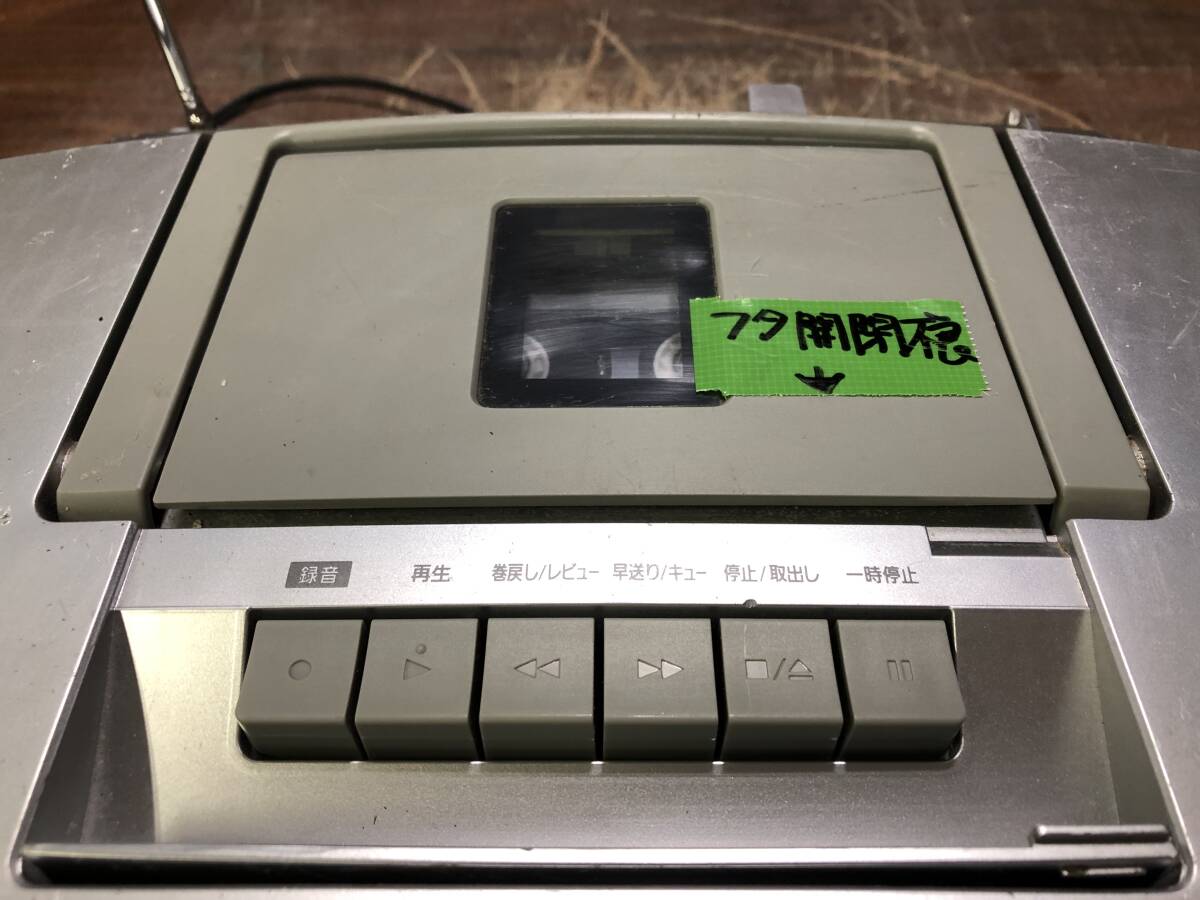 フタ開閉不良
録音
再生
巻戻し/レビュー
早送り/キュー
停止/取出し
一時停止